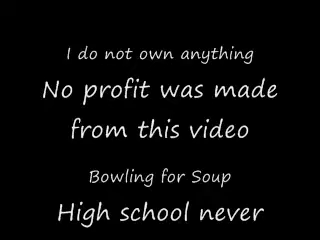 I do not own anything
No profit was made
from this video
Bowling for Soup
High school never